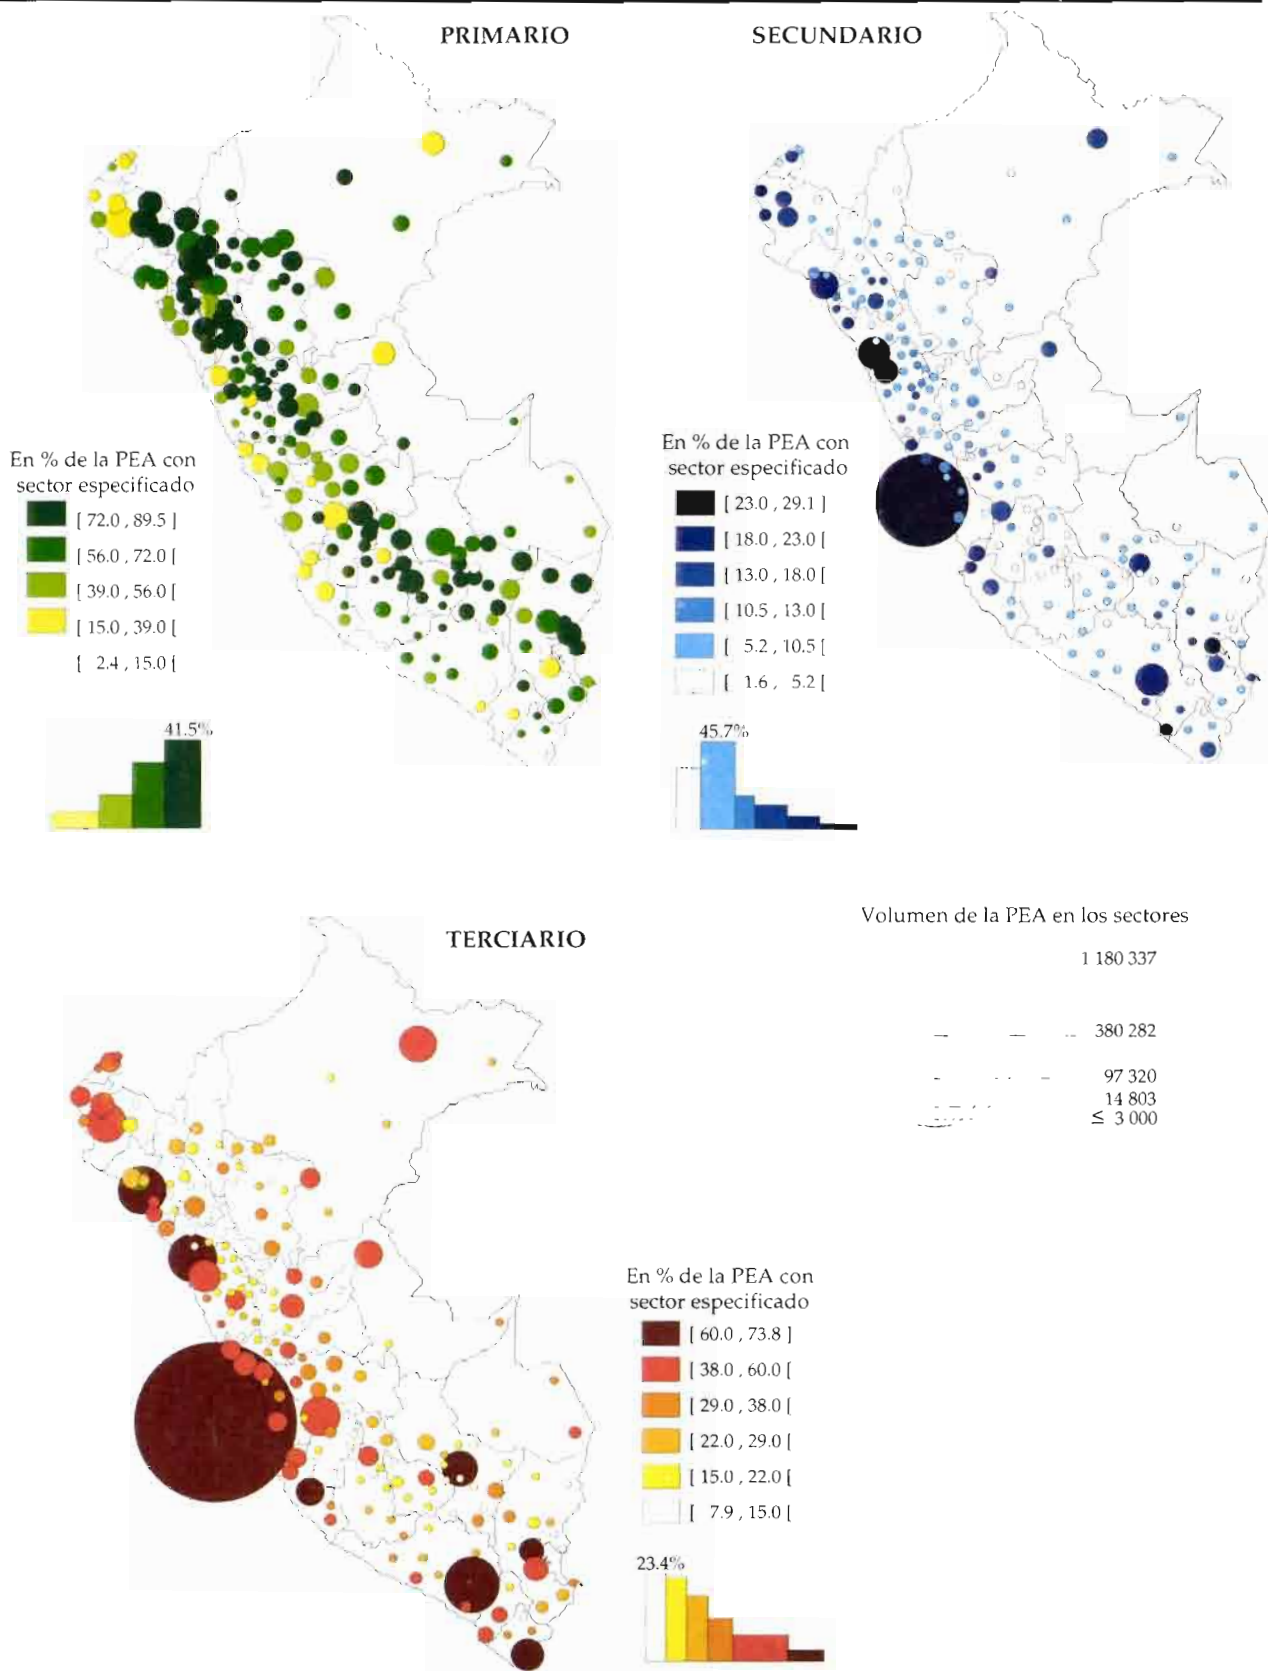 PRIMARIO
SECUNDARIO
En % de la PEA con
sector especificado
[ 72.0 , 89.5 ]
[ 56.0 , 72.0 [
[ 39.0 , 56.0 [
[ 15.0 , 39.0 [
[ 2.4 , 15.0 [
41.5%
En % de la PEA con
sector especificado
[ 23.0 , 29.1 ]
[ 18.0 , 23.0 [
[ 13.0 , 18.0 [
[ 10.5 , 13.0 [
[ 5.2 , 10.5 [
[ 1.6 , 5.2 [
45.7%
TERCIARIO
Volumen de la PEA en los sectores
1 180 337
380 282
97 320
14 803
≤ 3 000
En % de la PEA con
sector especificado
[ 60.0 , 73.8 ]
[ 38.0 , 60.0 [
[ 29.0 , 38.0 [
[ 22.0 , 29.0 [
[ 15.0 , 22.0 [
[ 7.9 , 15.0 [
23.4%